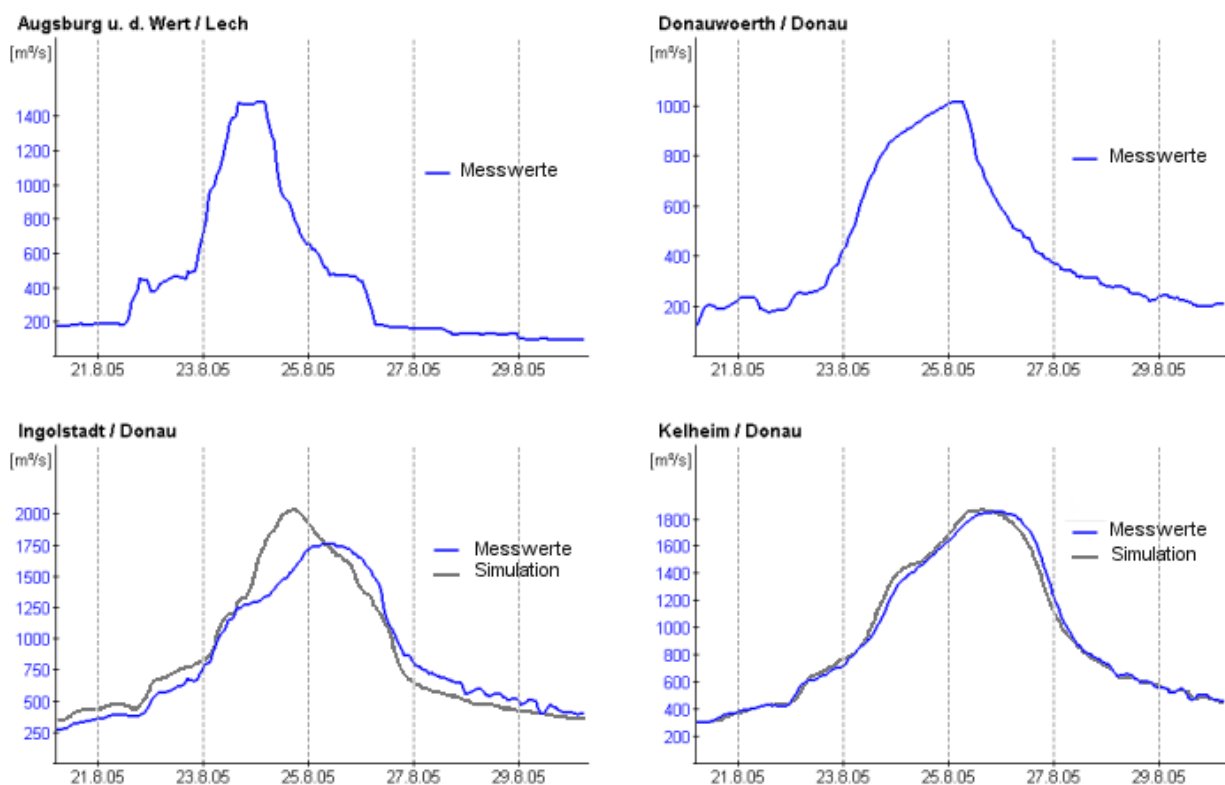 Augsburg u. d. Wert / Lech
[m³/s]
1400
1200
1000
800
600
400
200
Messwerte
21.8.05 23.8.05 25.8.05 27.8.05 29.8.05
Donauwoerth / Donau
[m³/s]
1000
800
600
400
200
Messwerte
21.8.05 23.8.05 25.8.05 27.8.05 29.8.05
Ingolstadt / Donau
[m³/s]
2000
1750
1500
1250
1000
750
500
250
Messwerte
Simulation
21.8.05 23.8.05 25.8.05 27.8.05 29.8.05
Kelheim / Donau
[m³/s]
1800
1600
1400
1200
1000
800
600
400
200
Messwerte
Simulation
21.8.05 23.8.05 25.8.05 27.8.05 29.8.05